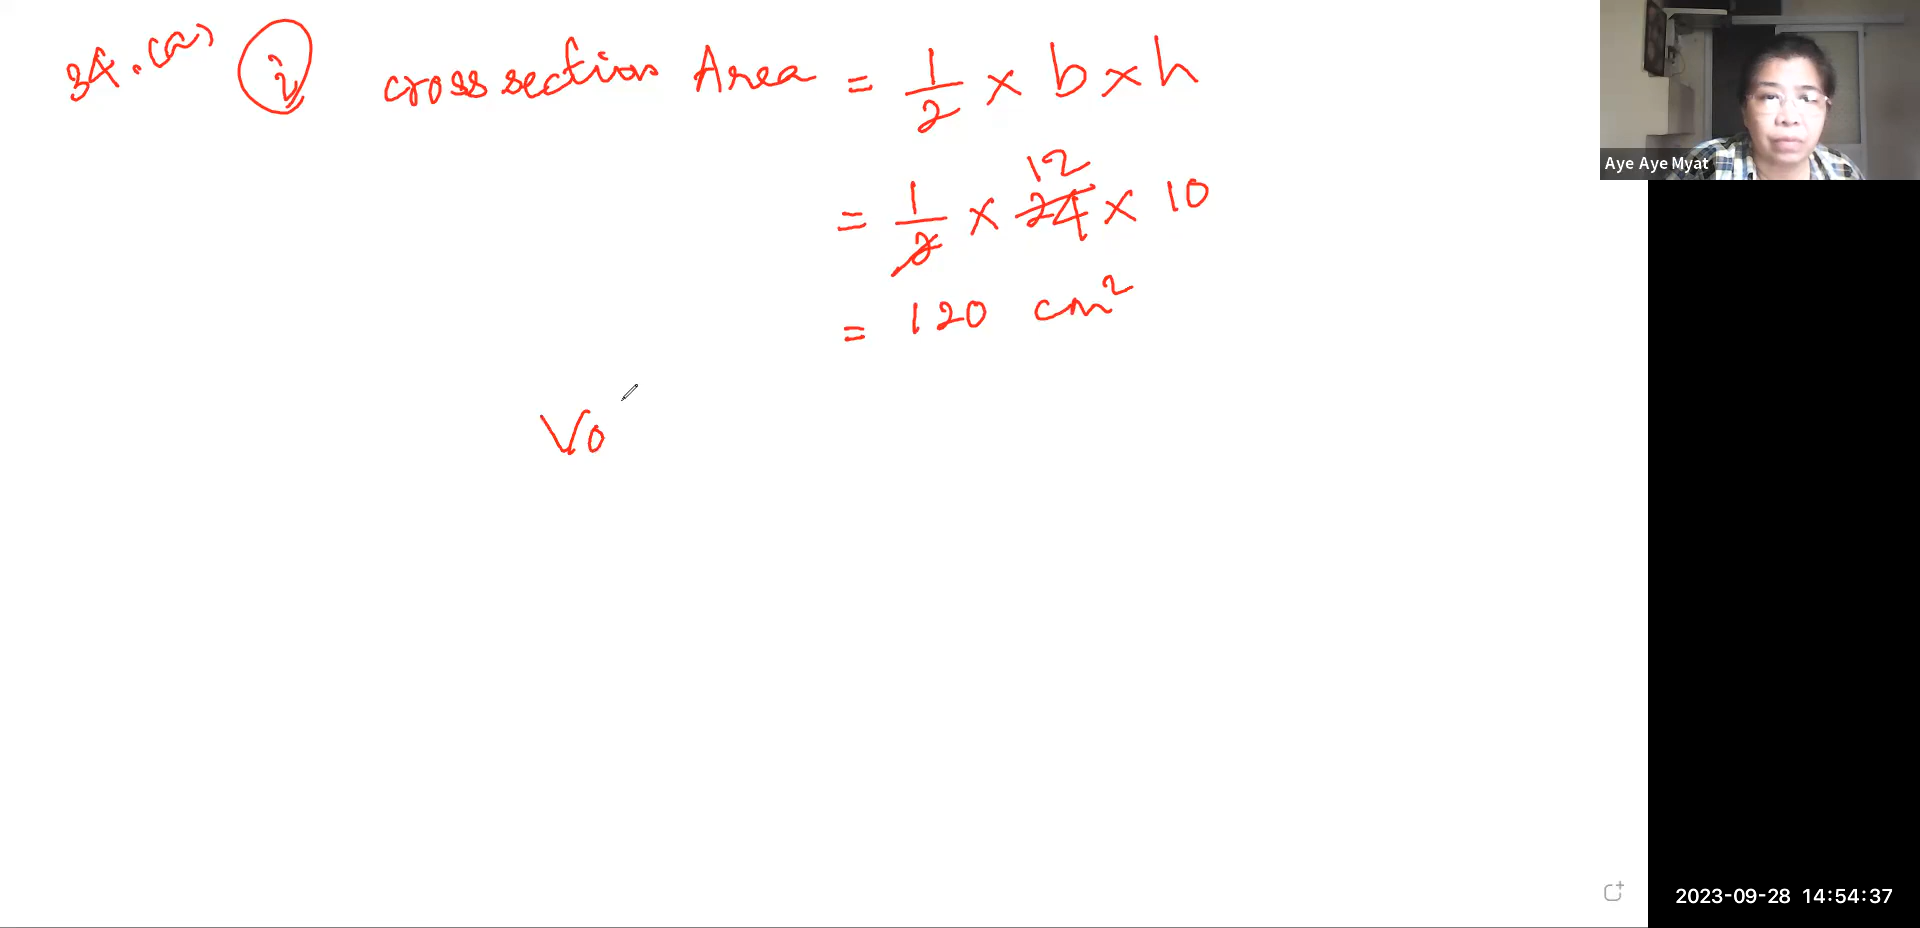 34.(a) i cross section Area = 1/2 × b × h
= 1/2 × 24 × 10
12
= 120 cm²
Vo
Aye Aye Myat
2023-09-28 14:54:37